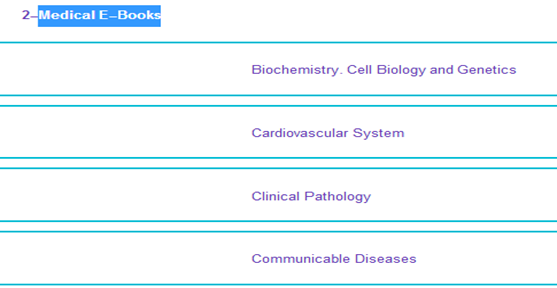 2-Medical E-Books
Biochemistry. Cell Biology and Genetics
Cardiovascular System
Clinical Pathology
Communicable Diseases